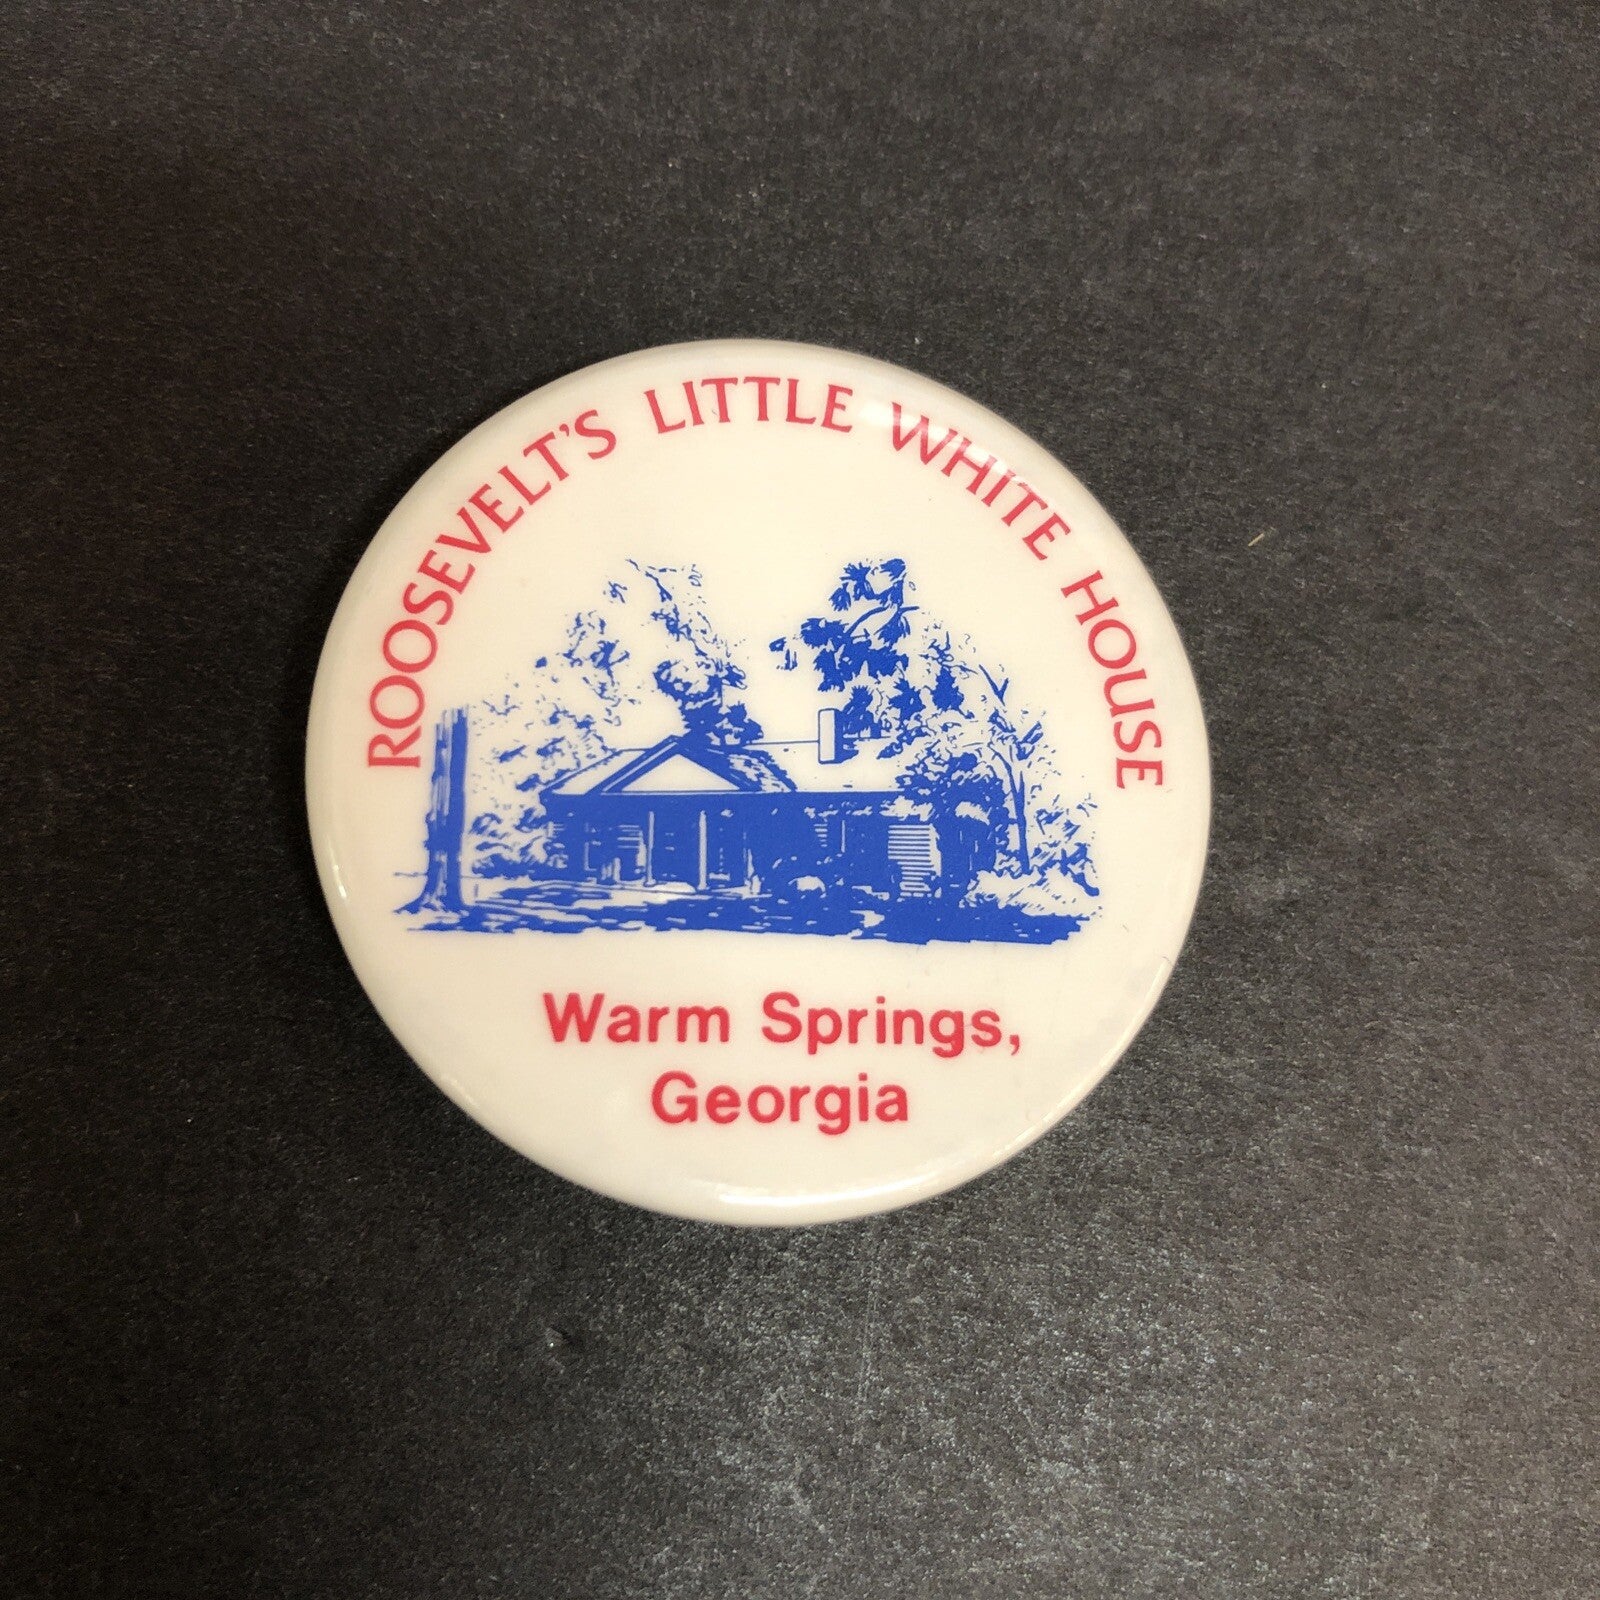 ROOSEVELT'S LITTLE WHITE HOUSE
Warm Springs,
Georgia